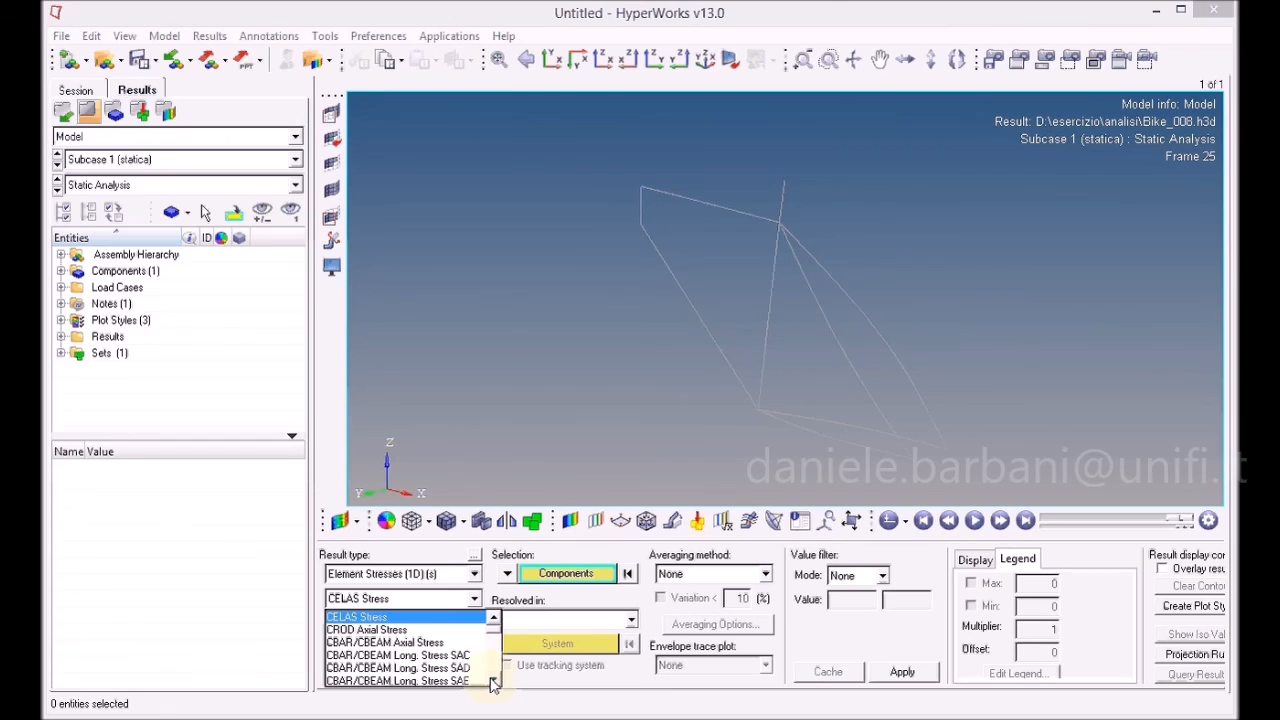 Untitled - HyperWorks v13.0
File Edit View Model Results Annotations Tools Preferences Applications Help
Session Results
Model
Subcase 1 (statica)
Static Analysis
Entities ID
Assembly Hierarchy
Components (1)
Load Cases
Notes (1)
Plot Styles (3)
Results
Sets (1)
Name Value
0 entities selected
1 of 1
Model info: Model
Result: D:\esercizio\analisi\Bike_008.h3d
Subcase 1 (statica) : Static Analysis
Frame 25
Z
Y X
daniele.barbani@unifi.it
Result type: ...
Element Stresses (1D) (s)
CELAS Stress
CELAS Stress
CROD Axial Stress
CBAR/CBEAM Axial Stress
CBAR/CBEAM Long. Stress SAC
CBAR/CBEAM Long. Stress SAD
CBAR/CBEAM Long. Stress SAE
Selection:
Components
Resolved in:
System
Use tracking system
Averaging method:
None
Variation < 10 (%)
Averaging Options...
Envelope trace plot:
None
Value filter:
Mode: None
Value:
Cache Apply
Display Legend
Max: 0
Min: 0
Multiplier: 1
Offset: 0
Edit Legend...
Result display cor
Overlay resu
Clear Contou
Create Plot Sty
Show Iso Val
Projection Ru
Query Result